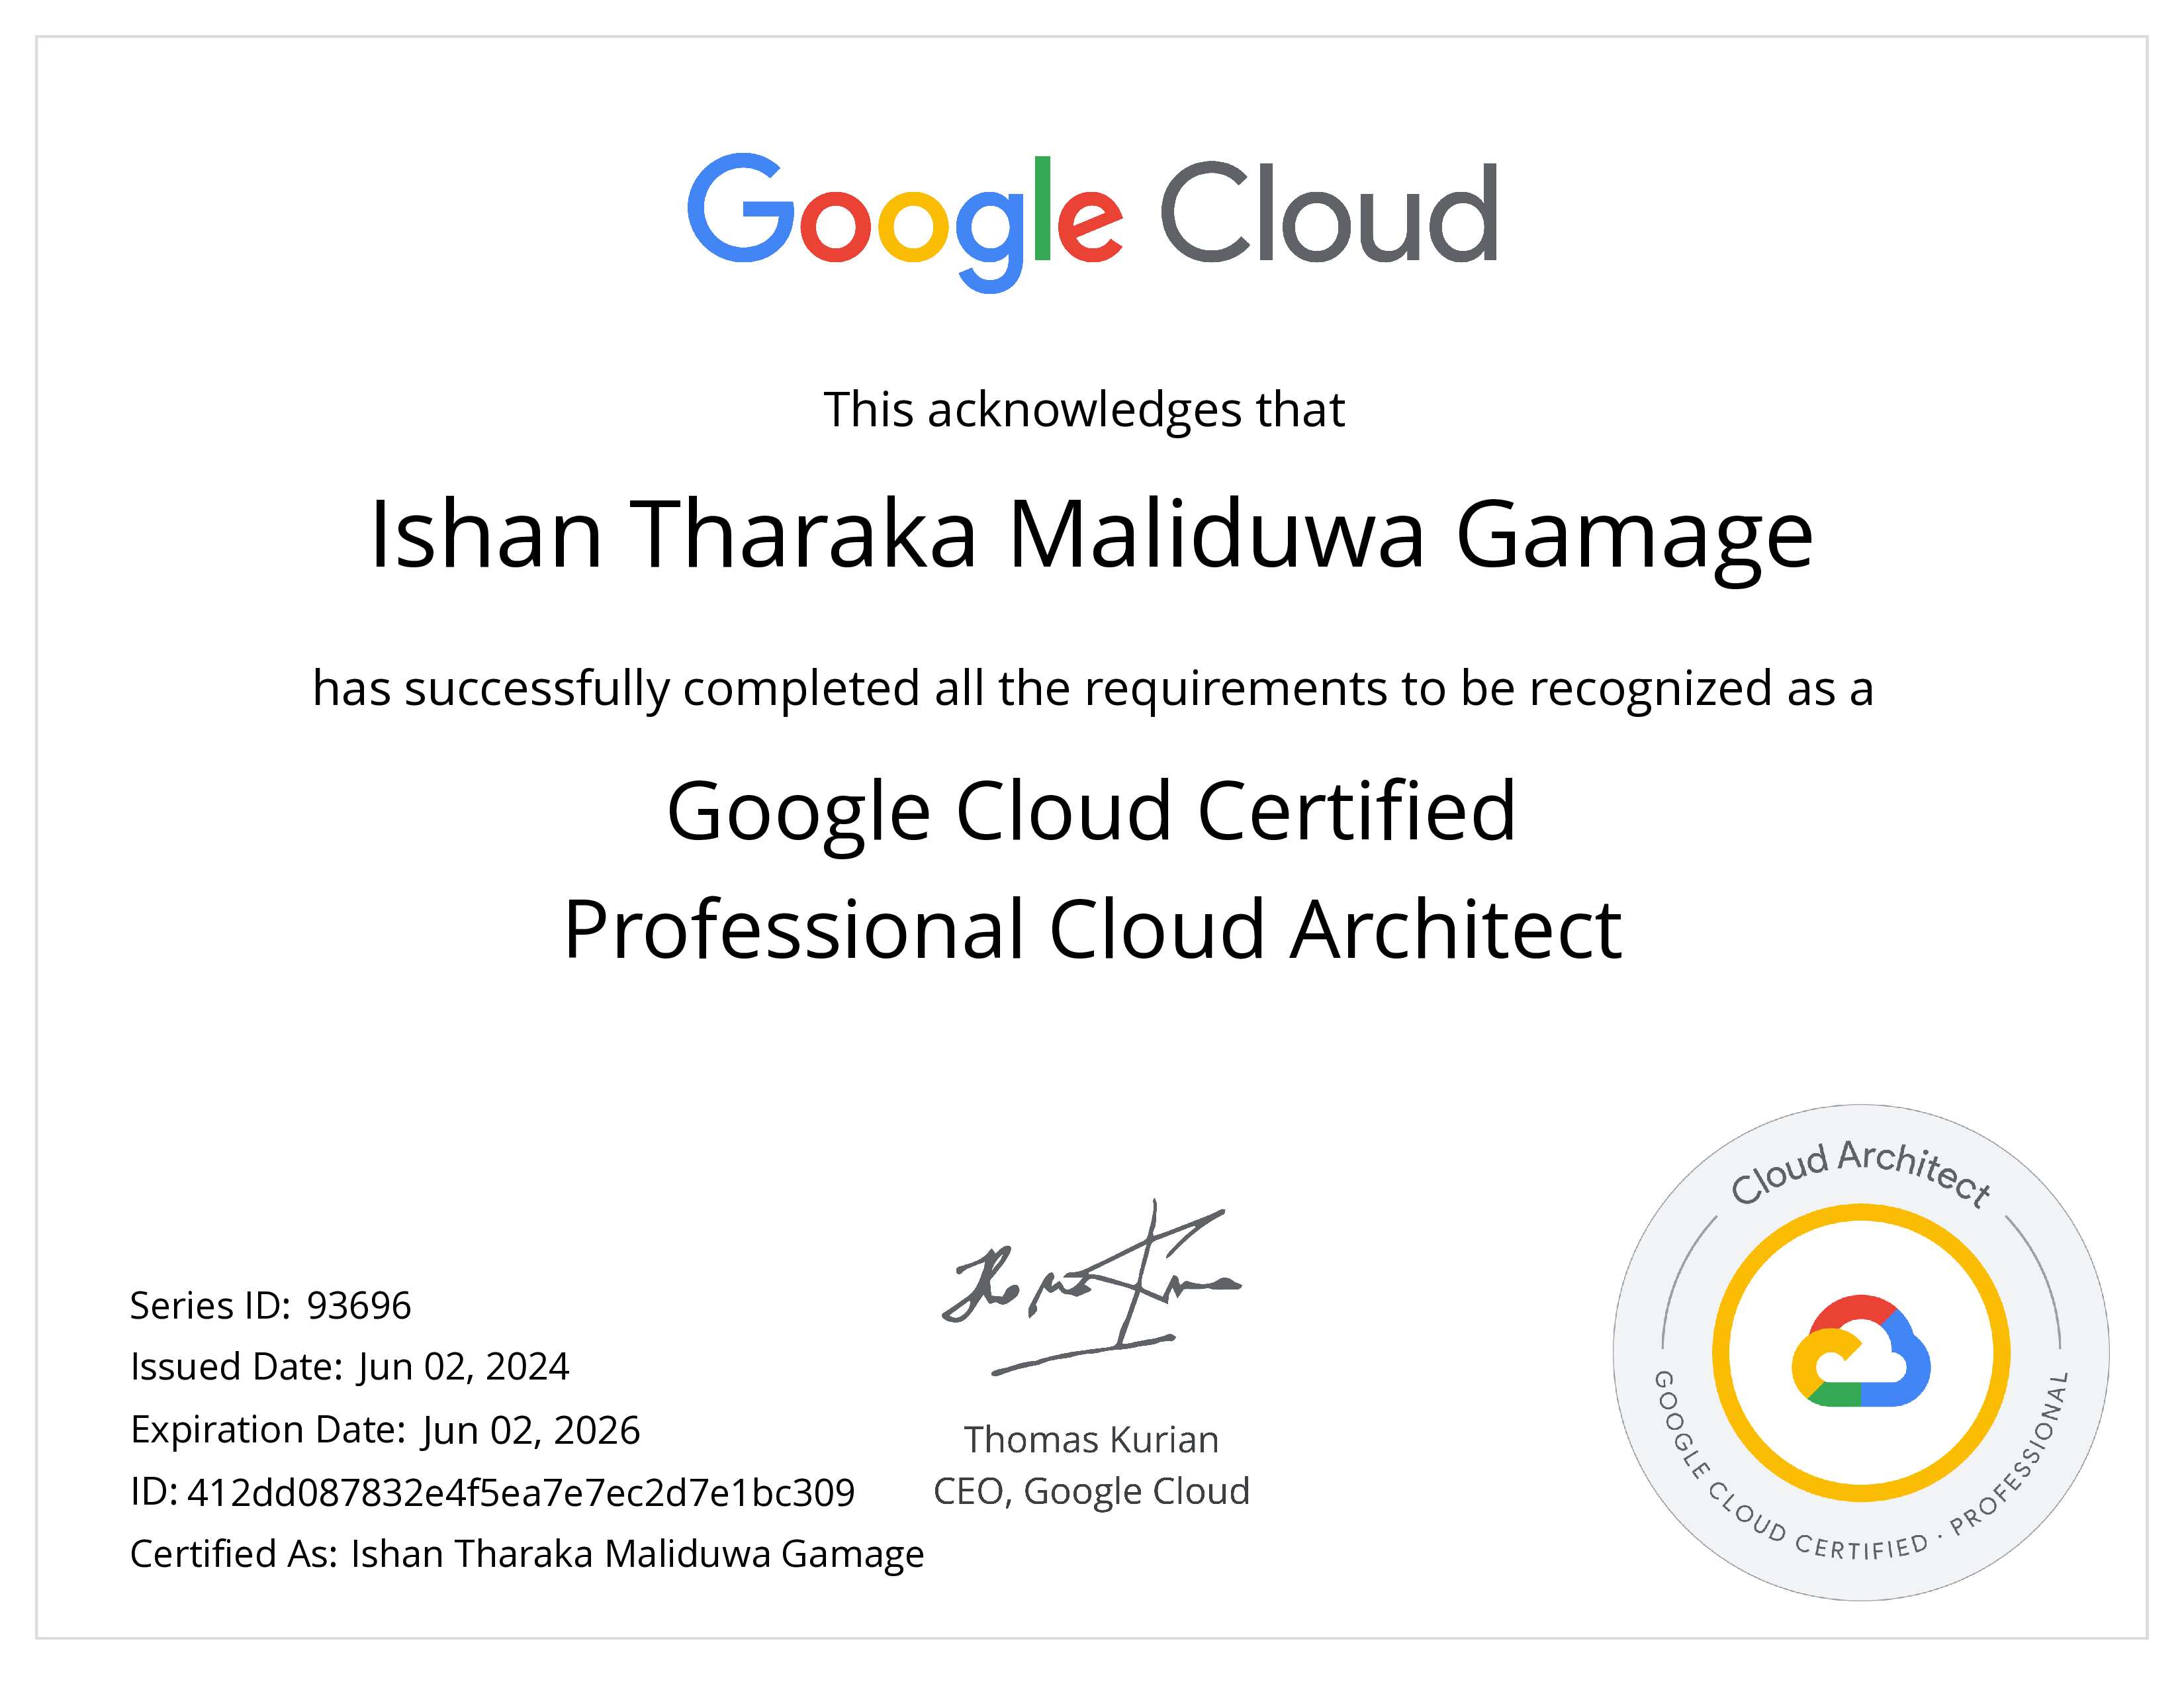 Google Cloud
This acknowledges that
Ishan Tharaka Maliduwa Gamage
has successfully completed all the requirements to be recognized as a
Google Cloud Certified
Professional Cloud Architect
Series ID: 93696
Issued Date: Jun 02, 2024
Expiration Date: Jun 02, 2026
ID: 412dd087832e4f5ea7e7ec2d7e1bc309
Certified As: Ishan Tharaka Maliduwa Gamage
Thomas Kurian
CEO, Google Cloud
Cloud Architect
GOOGLE CLOUD CERTIFIED · PROFESSIONAL